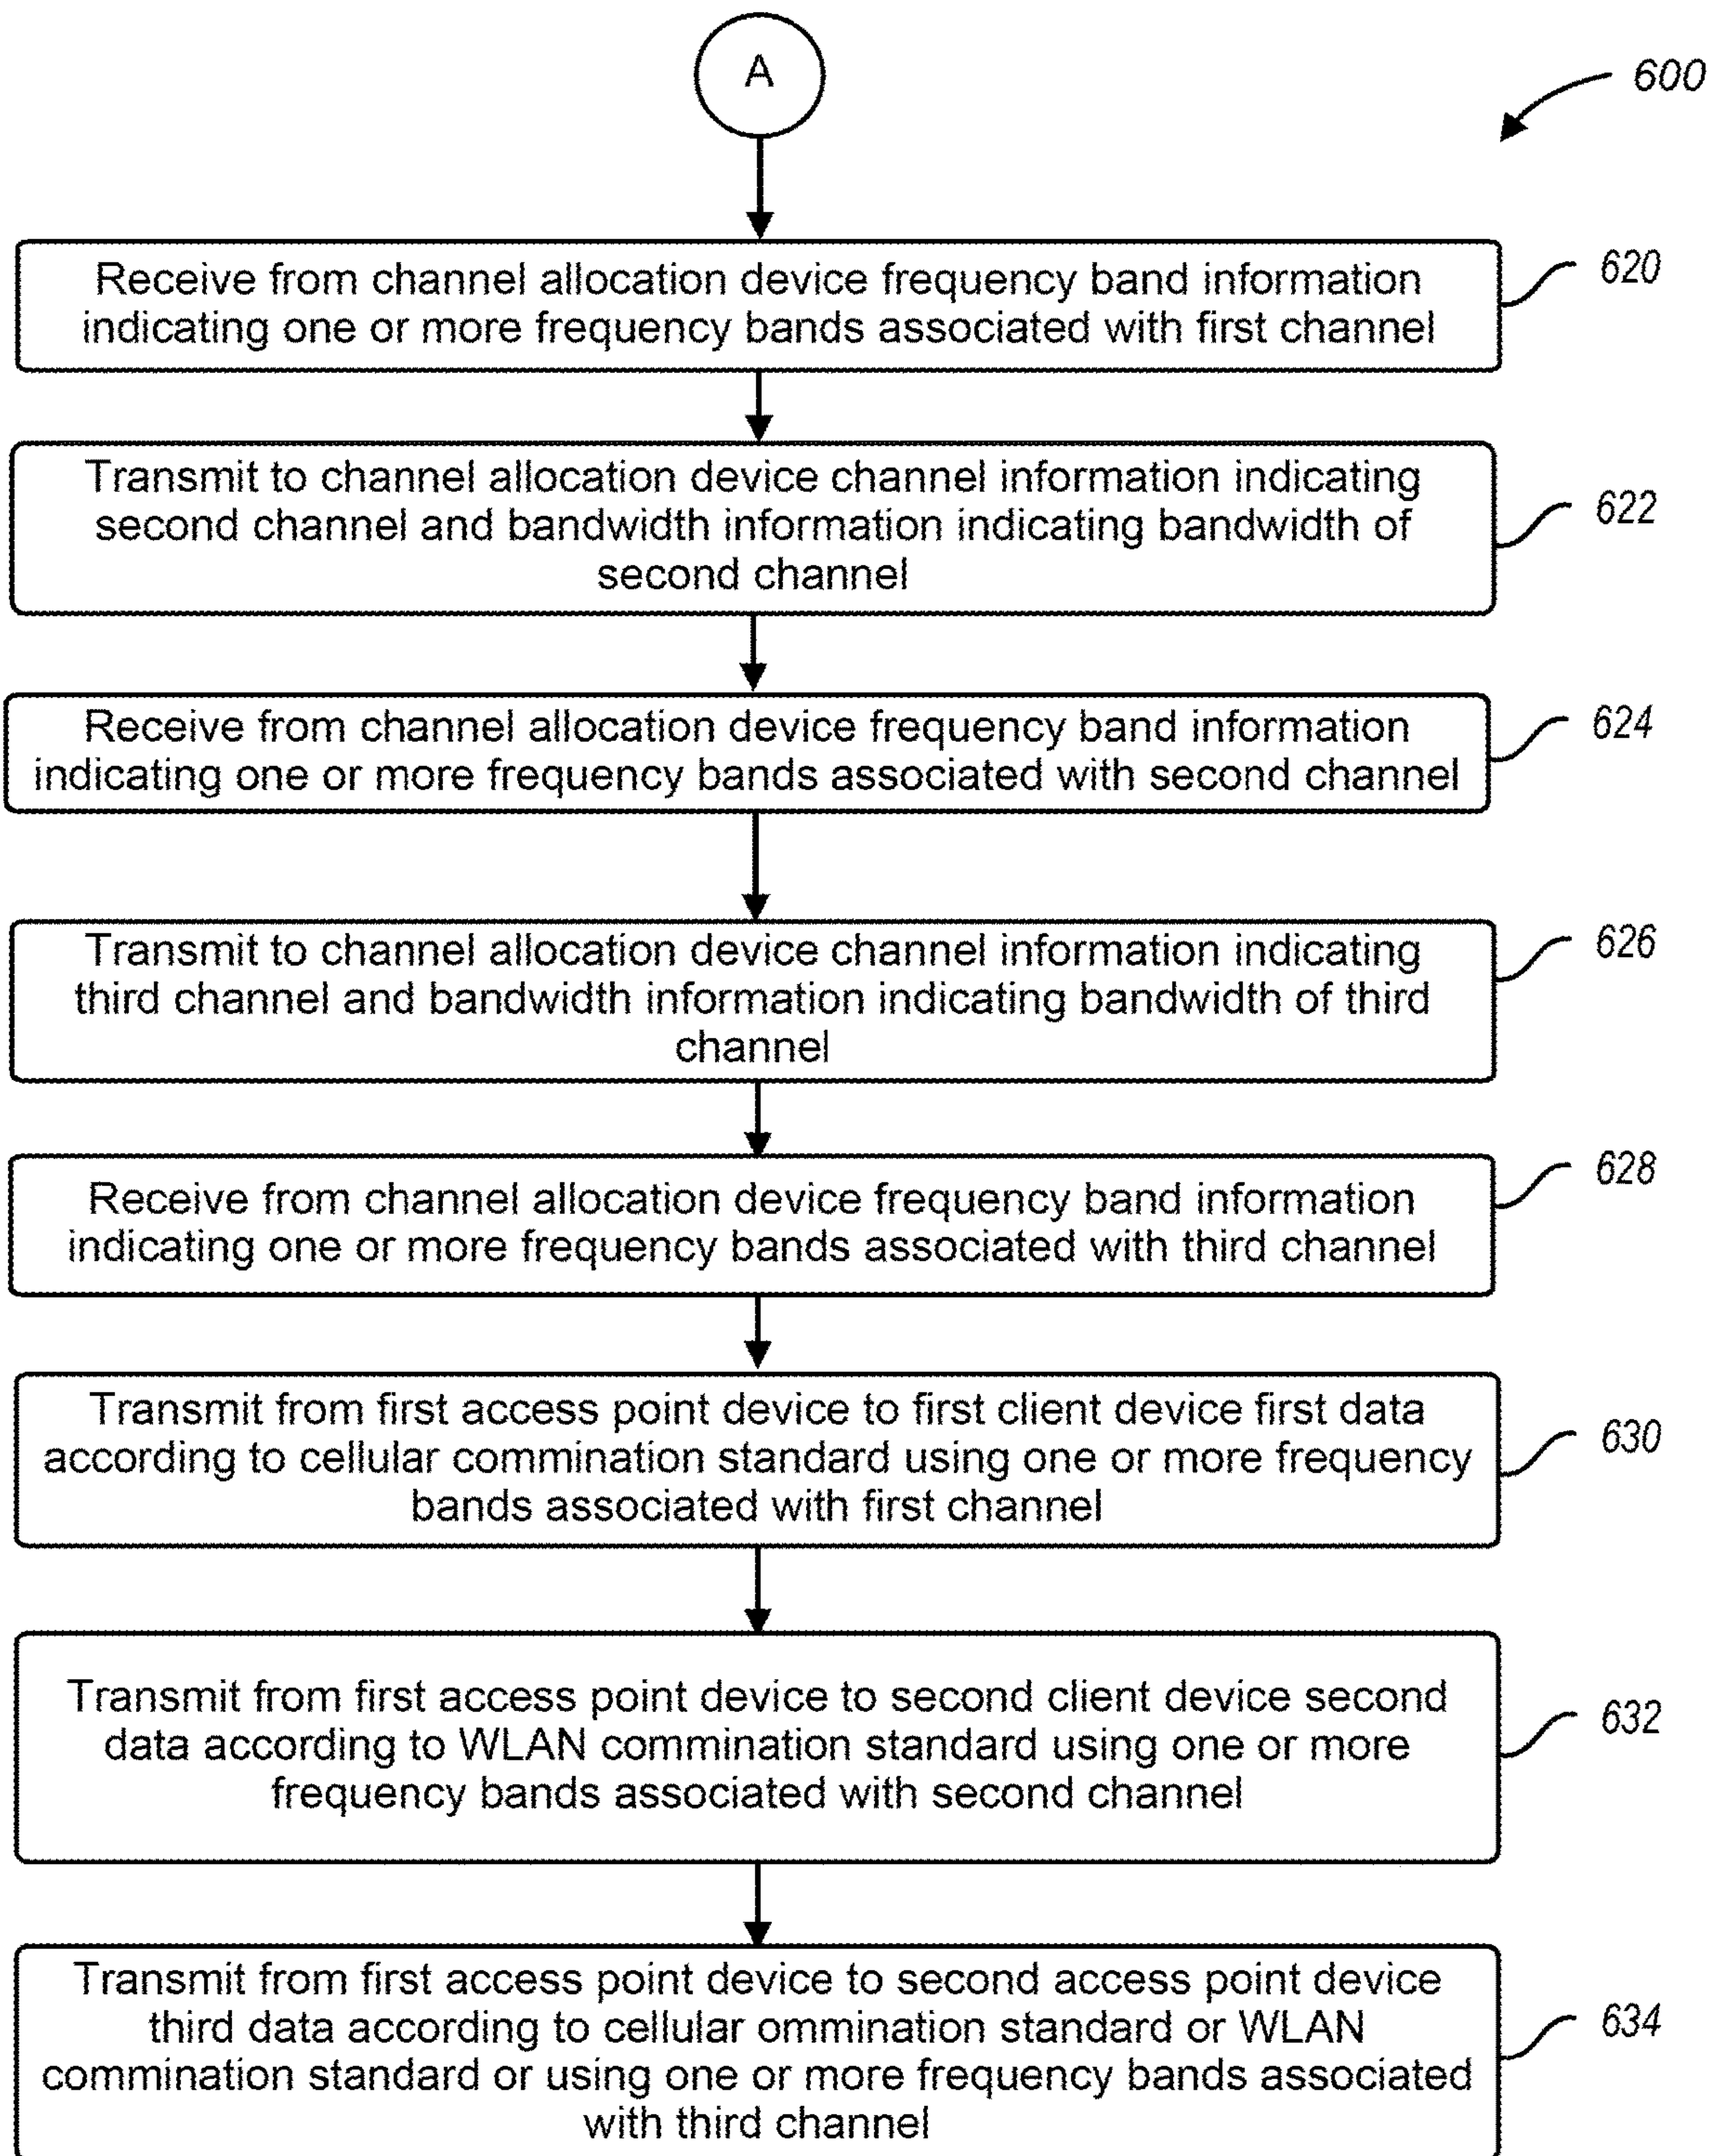 A
600
Receive from channel allocation device frequency band information
indicating one or more frequency bands associated with first channel
620
Transmit to channel allocation device channel information indicating
second channel and bandwidth information indicating bandwidth of
second channel
622
Receive from channel allocation device frequency band information
indicating one or more frequency bands associated with second channel
624
Transmit to channel allocation device channel information indicating
third channel and bandwidth information indicating bandwidth of third
channel
626
Receive from channel allocation device frequency band information
indicating one or more frequency bands associated with third channel
628
Transmit from first access point device to first client device first data
according to cellular commination standard using one or more frequency
bands associated with first channel
630
Transmit from first access point device to second client device second
data according to WLAN commination standard using one or more
frequency bands associated with second channel
632
Transmit from first access point device to second access point device
third data according to cellular ommination standard or WLAN
commination standard or using one or more frequency bands associated
with third channel
634